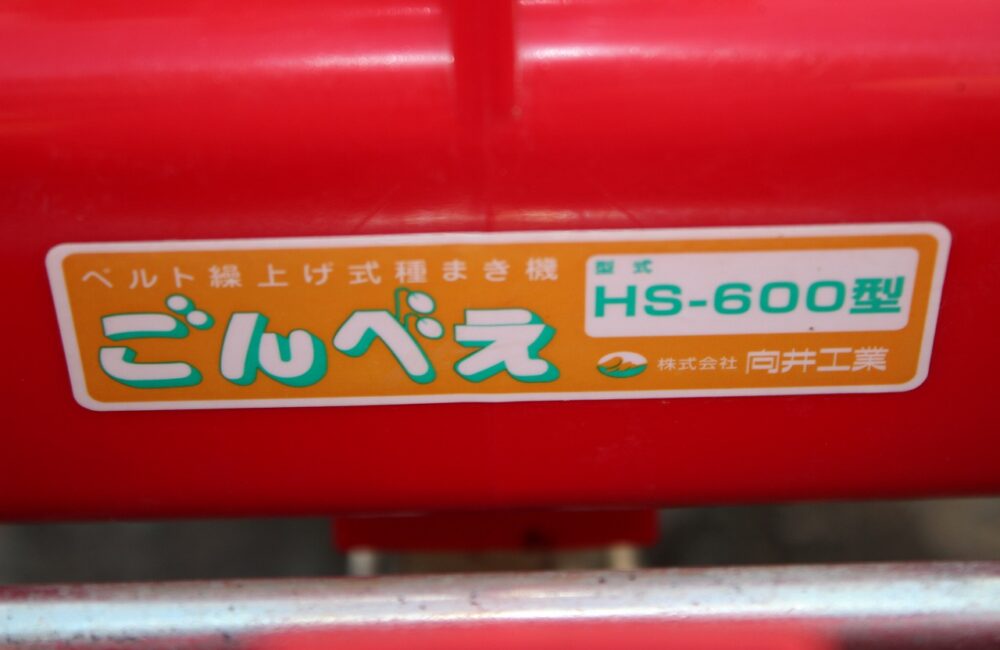 ベルト繰上げ式種まき機
ごんべえ
型式
HS-600型
株式会社 向井工業